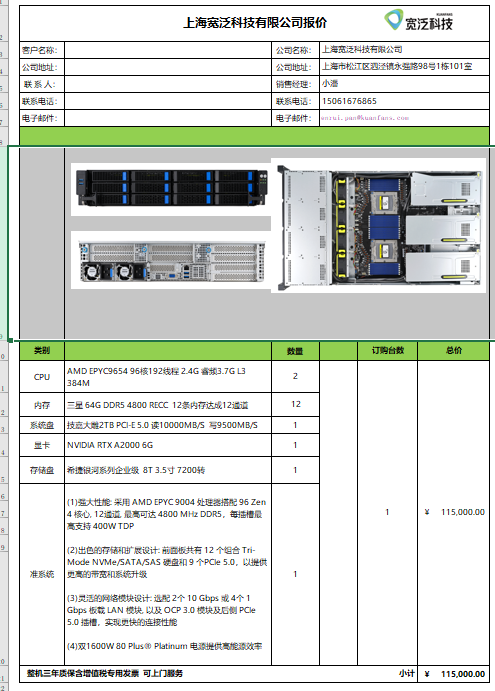 上海宽泛科技有限公司报价
宽泛科技
客户名称: 公司名称: 上海宽泛科技有限公司
公司地址: 公司地址: 上海市松江区泗泾镇永强路98号1栋101室
联 系 人: 销售经理: 小潘
联系电话: 联系电话: 15061676865
电子邮件: 电子邮件:
类别 数量 订购台数 总价
CPU
AMD EPYC9654 96核192线程 2.4G 睿频3.7G L3
384M
2
内存 三星 64G DDR5 4800 RECC 12条内存达成12通道 12
系统盘 技嘉大雕2TB PCI-E 5.0 读10000MB/S 写9500MB/S 1
显卡 NVIDIA RTX A2000 6G 1
存储盘 希捷银河系列企业级 8T 3.5寸 7200转 1
准系统
(1)强大性能: 采用 AMD EPYC 9004 处理器搭配 96 Zen
4 核心, 12通道, 最高可达 4800 MHz DDR5，每插槽最
高支持 400W TDP
(2)出色的存储和扩展设计: 前面板共有 12 个组合 Tri-
Mode NVMe/SATA/SAS 硬盘和 9 个PCIe 5.0，以提供
更高的带宽和系统升级
(3)灵活的网络模块设计: 选配 2个 10 Gbps 或 4个 1
Gbps 板载 LAN 模块, 以及 OCP 3.0 模块及后侧 PCIe
5.0 插槽，实现更快的连接性能
(4)双1600W 80 Plus® Platinum 电源提供高能源效率
1
1 ¥ 115,000.00
整机三年质保含增值税专用发票 可上门服务 小计 ¥ 115,000.00